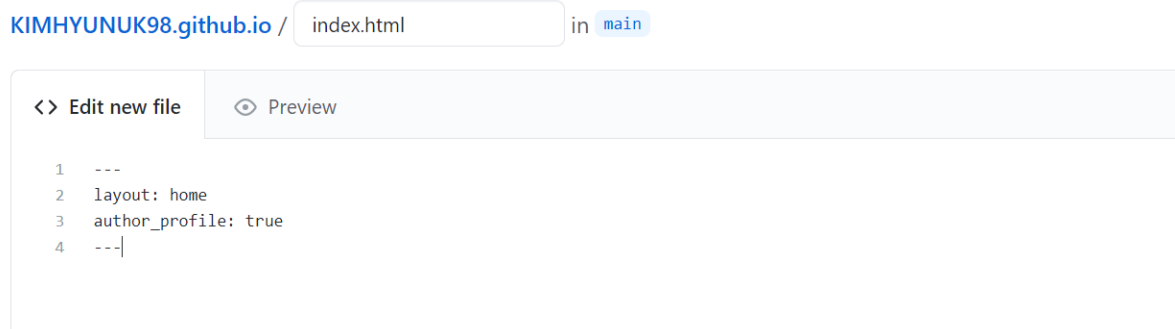 KIMHYUNUK98.github.io / index.html in main
<> Edit new file Preview
1 ---
2 layout: home
3 author_profile: true
4 ---